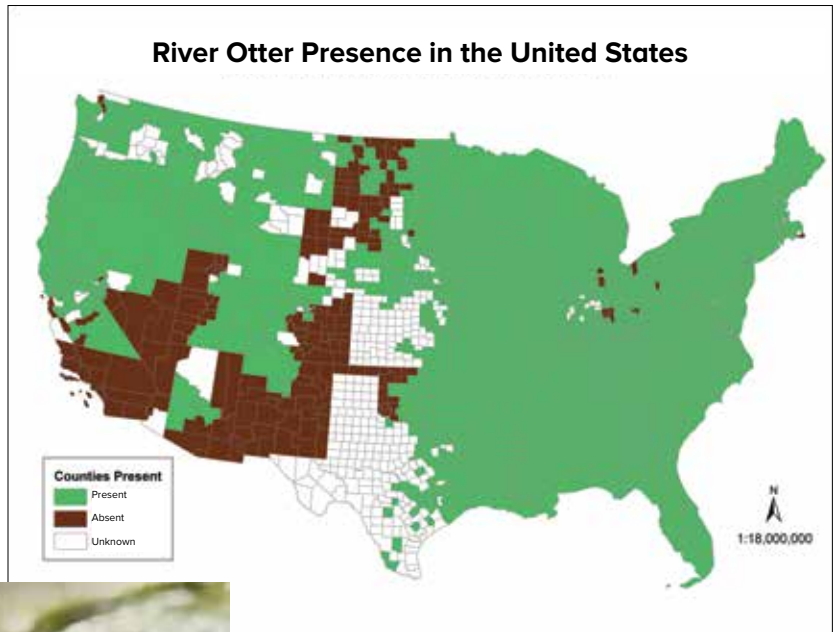 River Otter Presence in the United States
Counties Present
Present
Absent
Unknown
N
1:18,000,000